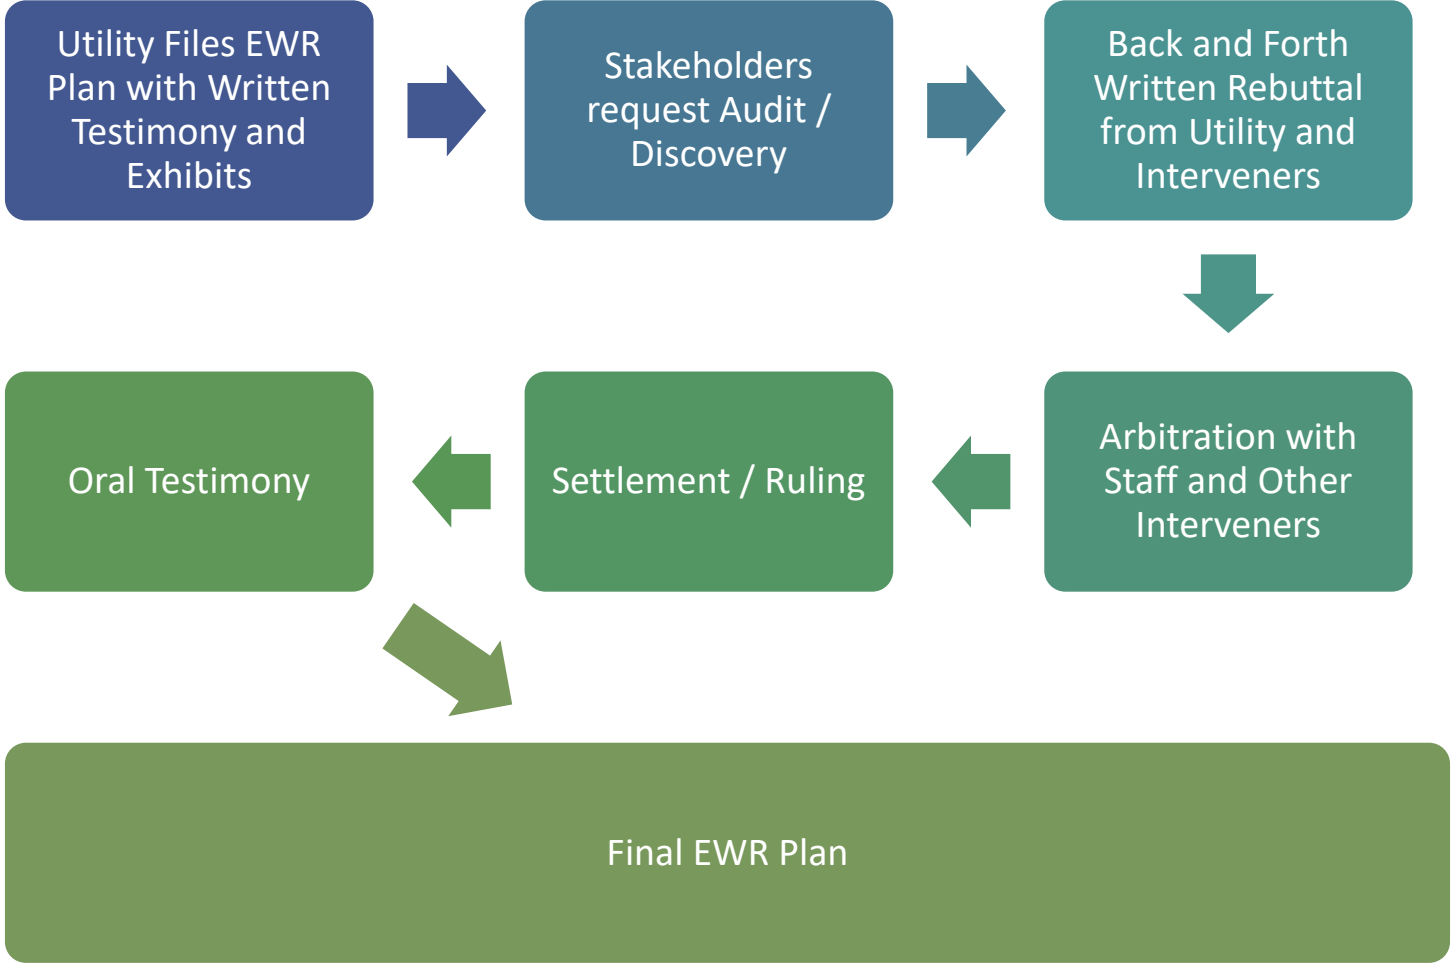 Utility Files EWR
Plan with Written
Testimony and
Exhibits
Stakeholders
request Audit /
Discovery
Back and Forth
Written Rebuttal
from Utility and
Interveners
Arbitration with
Staff and Other
Interveners
Settlement / Ruling
Oral Testimony
Final EWR Plan